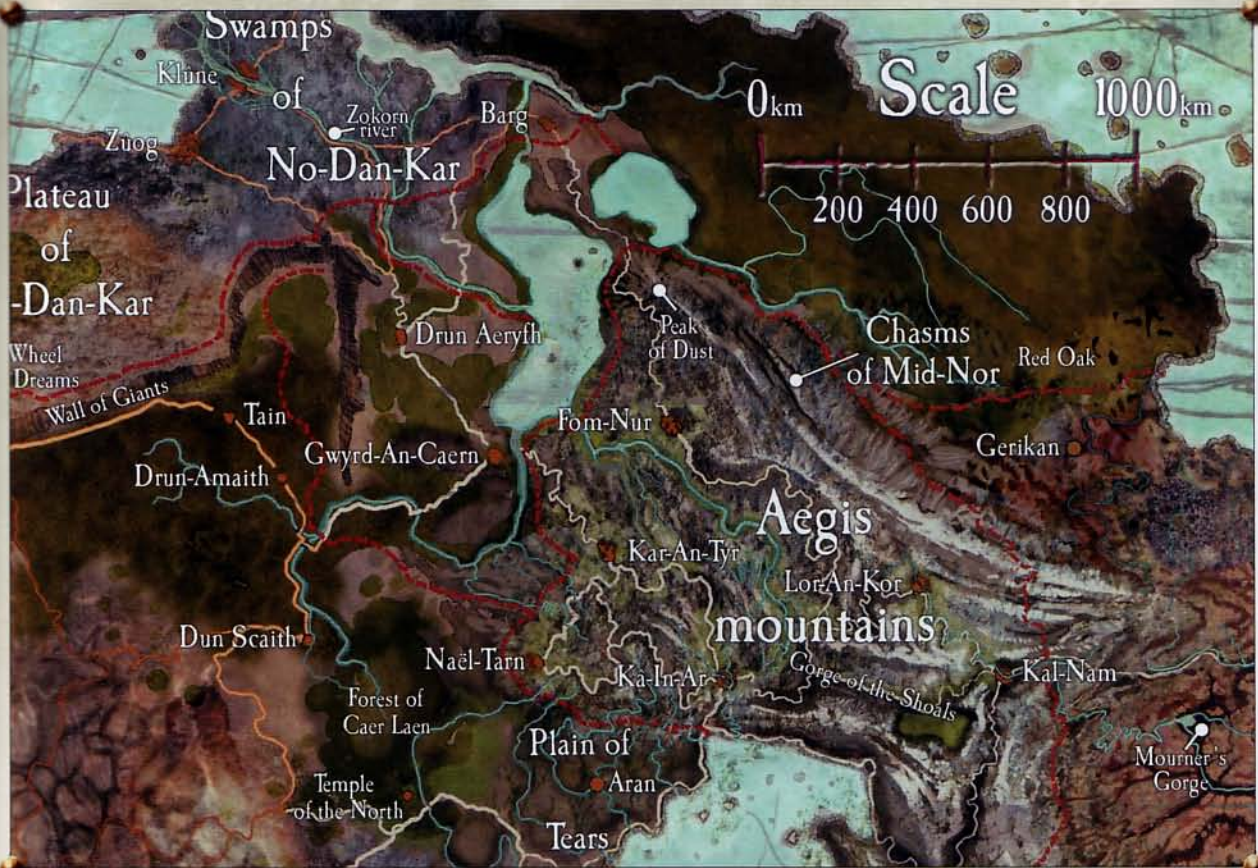 Swamps
of
No-Dan-Kar
Klüne
Zokorn
river
Zùog
Barg
0km
Scale
1000km
200 400 600 800
Plateau
of
-Dan-Kar
Wheel
Dreams
Wall of Giants
Drun Aeryfh
Peak
of Dust
Chasms
of Mid-Nor
Red Oak
Tain
Fom-Nur
Gerikan
Gwyrd-An-Caern
Drun-Amaith
Aegis
mountains
Kar-An-Tyr
Lor-An-Kor
Dun Scaith
Naël-Tarn
Kâ-In-Ar
Gorge of the Shoals
Kal-Nam
Forest of
Caer Laen
Plain of
Tears
Mourner's
Gorge
Temple
of the North
Aran